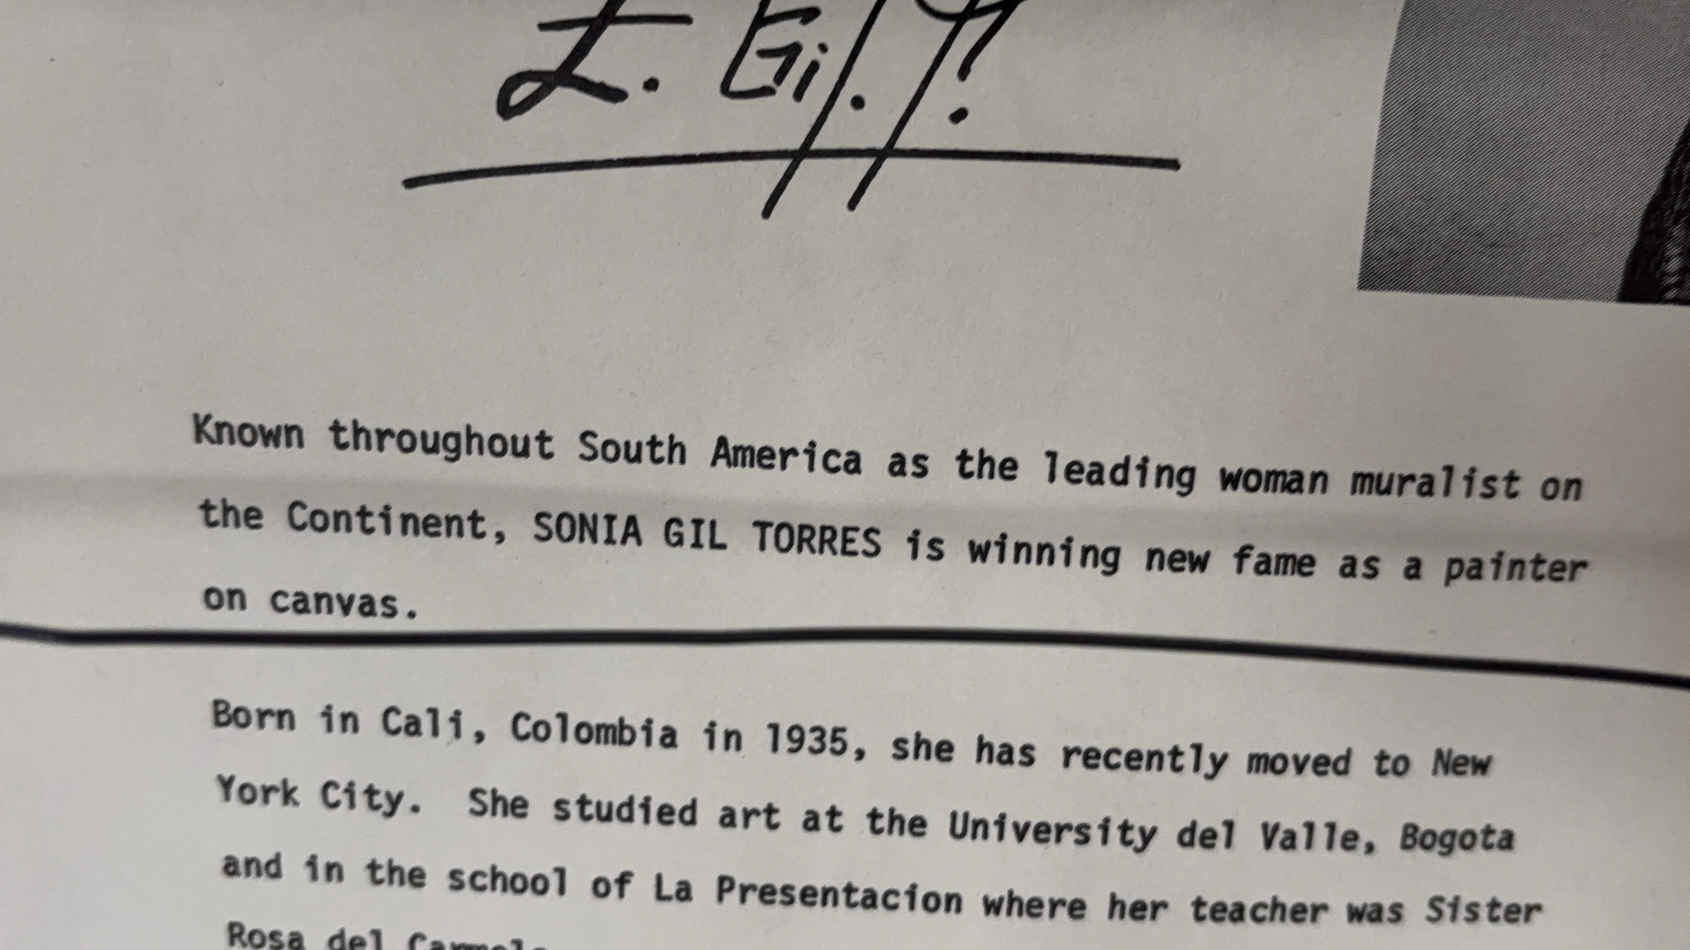 Gil.
Known throughout South America as the leading woman muralist on
the Continent, SONIA GIL TORRES is winning new fame as a painter
on canvas.
Born in Cali, Colombia in 1935, she has recently moved to New
York City. She studied art at the University del Valle, Bogota
and in the school of La Presentacion where her teacher was Sister
Rosa del